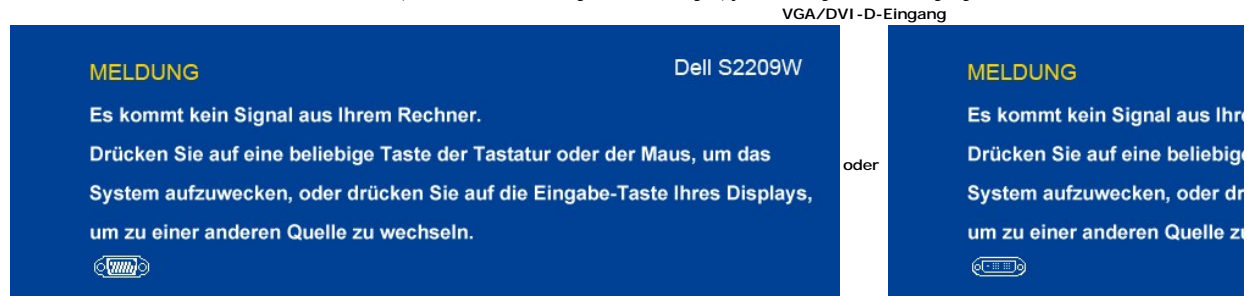 VGA/DVI-D-Eingang
MELDUNG
Dell S2209W
Es kommt kein Signal aus Ihrem Rechner.
Drücken Sie auf eine beliebige Taste der Tastatur oder der Maus, um das
System aufzuwecken, oder drücken Sie auf die Eingabe-Taste Ihres Displays,
um zu einer anderen Quelle zu wechseln.
oder
MELDUNG
Es kommt kein Signal aus
Drücken Sie auf eine
System aufzuwecken, oder
um zu einer anderen Quelle